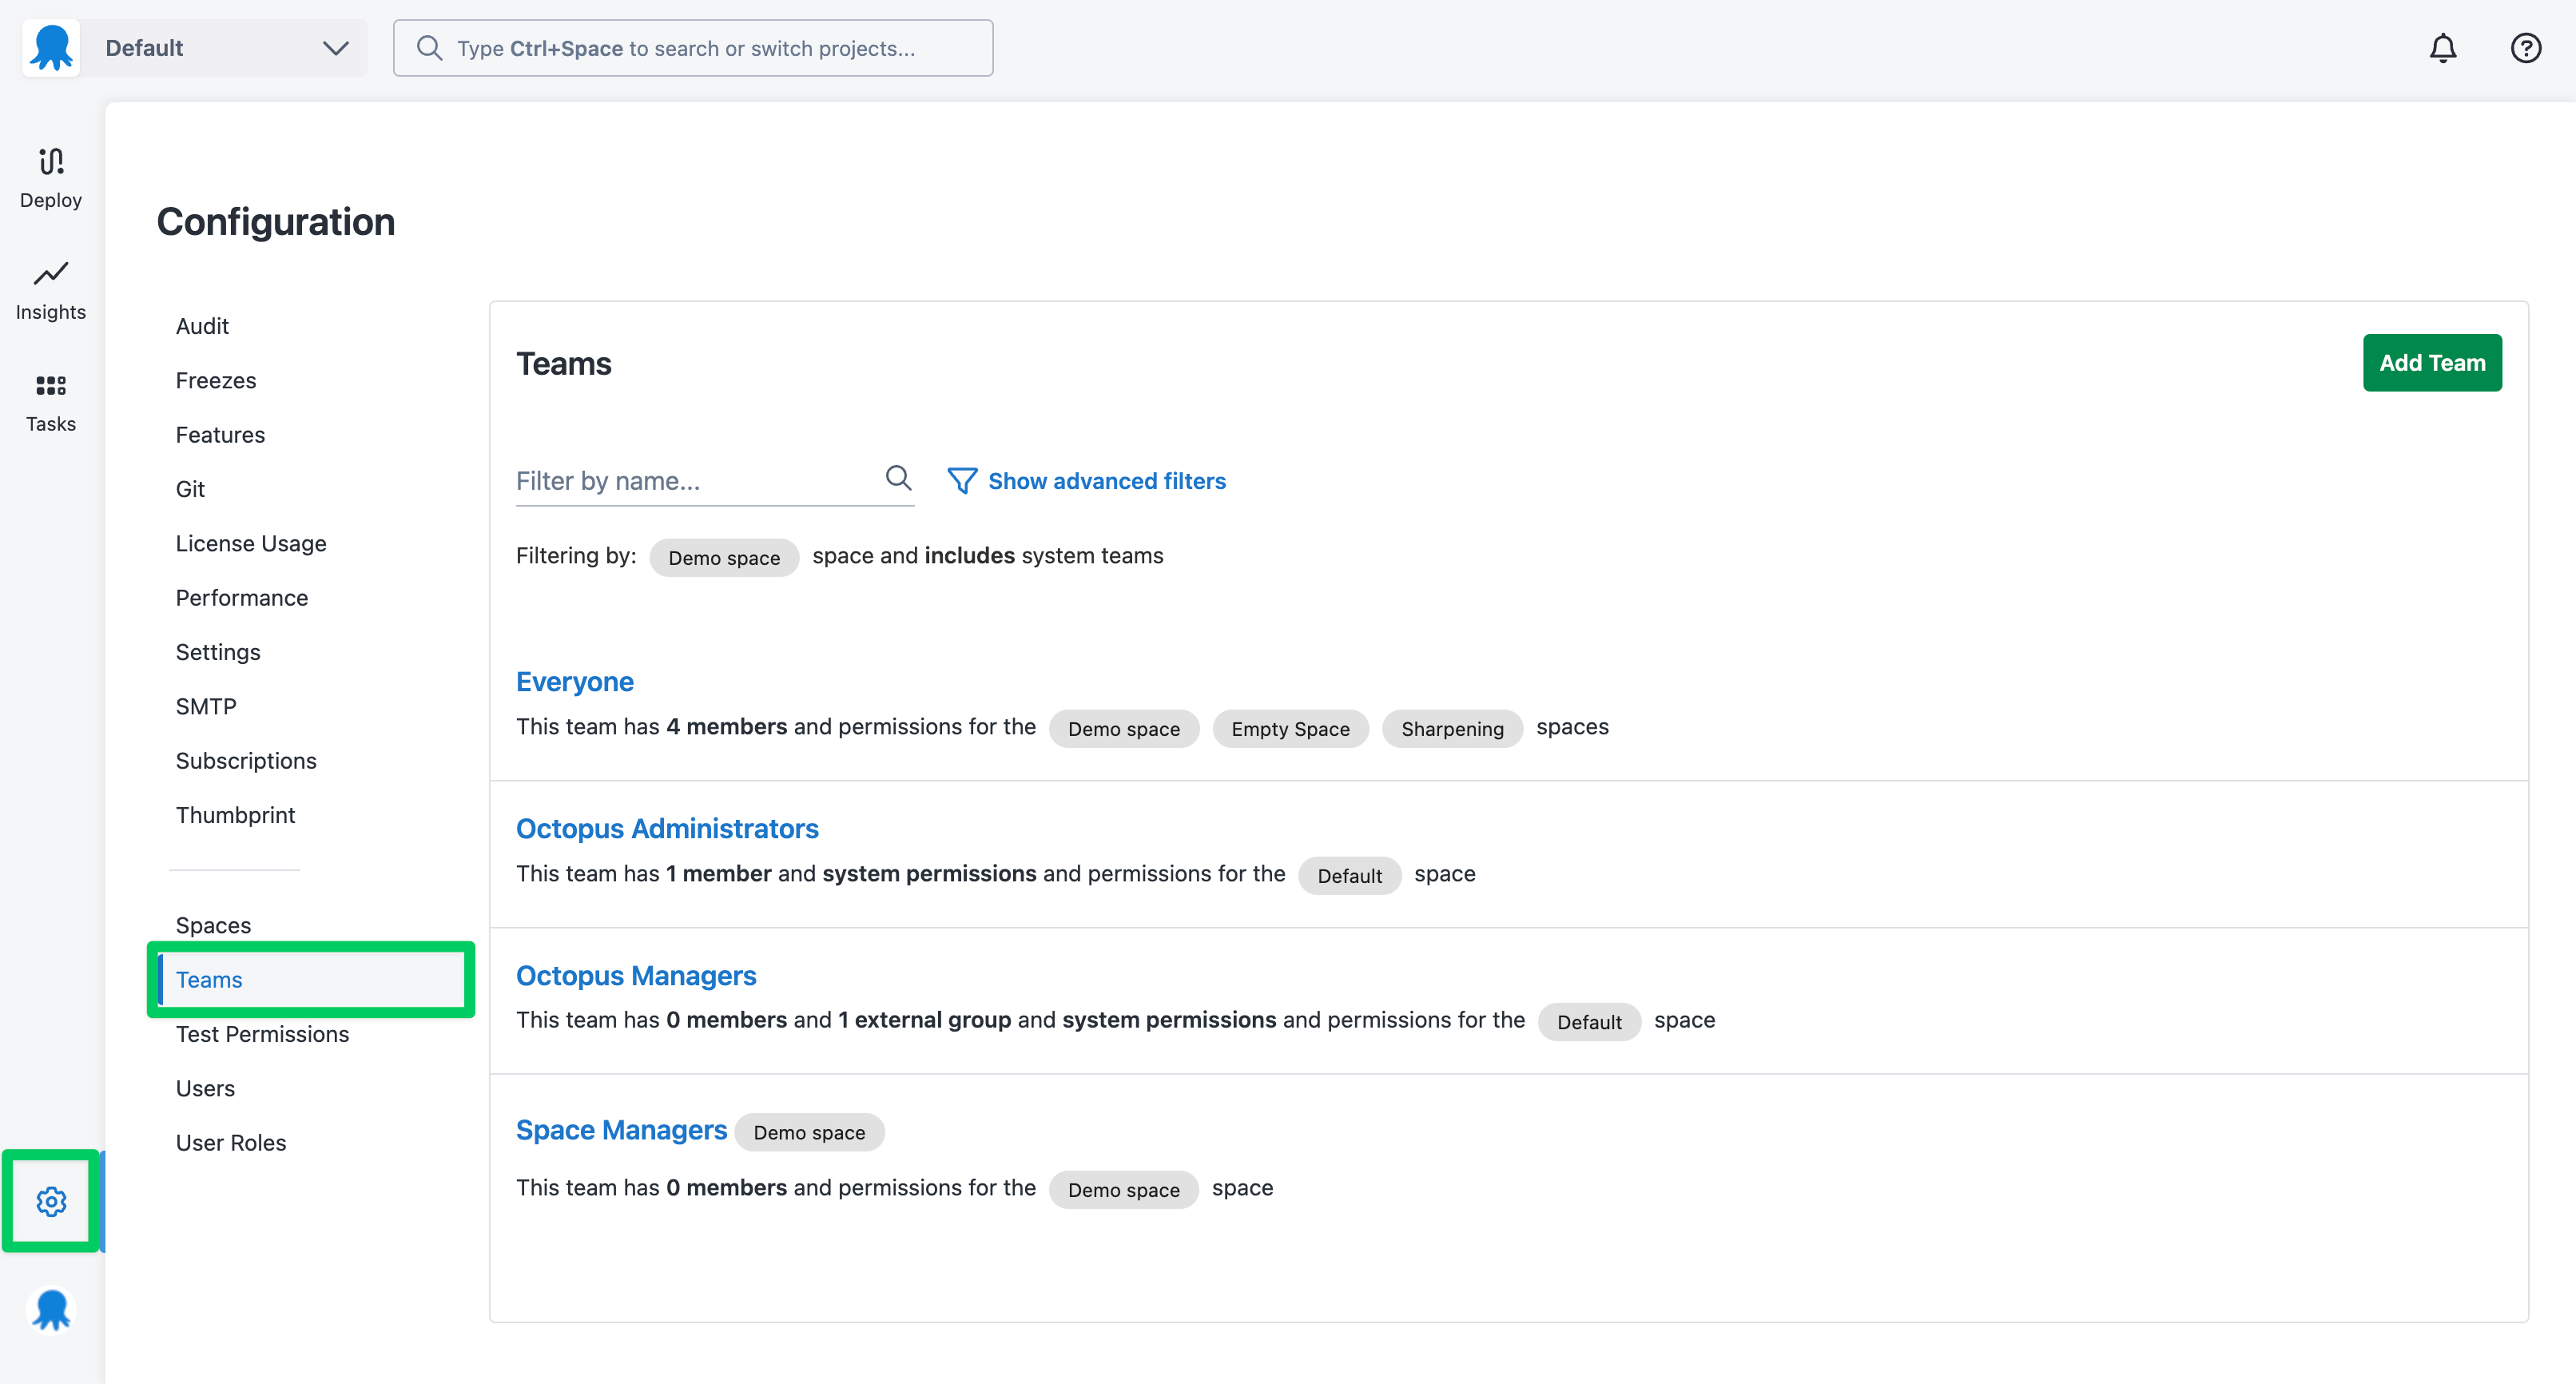 Default
Type Ctrl+Space to search or switch projects...
Deploy
Insights
Tasks
Configuration
Audit
Freezes
Features
Git
License Usage
Performance
Settings
SMTP
Subscriptions
Thumbprint
Spaces
Teams
Test Permissions
Users
User Roles
Teams
Add Team
Filter by name...
Show advanced filters
Filtering by: Demo space space and includes system teams
Everyone
This team has 4 members and permissions for the Demo space Empty Space Sharpening spaces
Octopus Administrators
This team has 1 member and system permissions and permissions for the Default space
Octopus Managers
This team has 0 members and 1 external group and system permissions and permissions for the Default space
Space Managers Demo space
This team has 0 members and permissions for the Demo space space